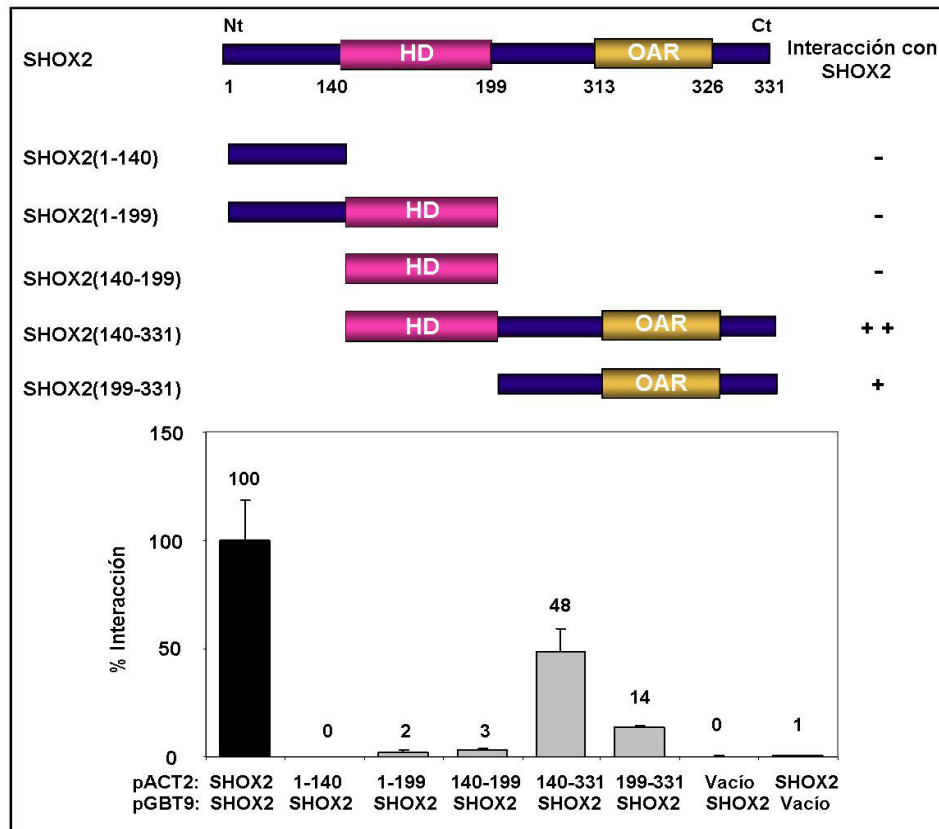 Nt Ct
SHOX2 HD OAR Interacción con SHOX2
1 140 199 313 326 331
SHOX2(1-140) -
SHOX2(1-199) HD -
SHOX2(140-199) HD -
SHOX2(140-331) HD OAR + +
SHOX2(199-331) OAR +
% Interacción
150
100
50
0
100 0 2 3 48 14 0 1
pACT2: SHOX2 1-140 1-199 140-199 140-331 199-331 Vacío SHOX2
pGBT9: SHOX2 SHOX2 SHOX2 SHOX2 SHOX2 SHOX2 SHOX2 Vacío